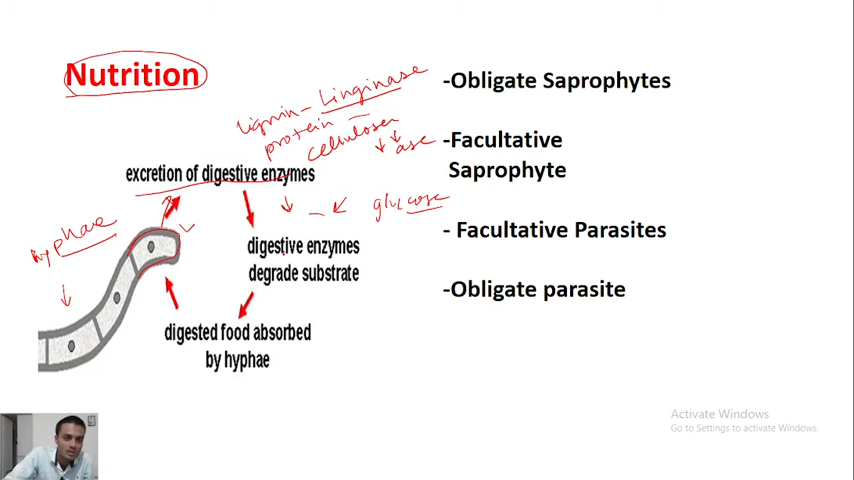 Nutrition
lignin - Linginase
protein -
cellulosen
ase
excretion of digestive enzymes
glucose
hyphae
digestive enzymes
degrade substrate
digested food absorbed
by hyphae
-Obligate Saprophytes
-Facultative
Saprophyte
- Facultative Parasites
-Obligate parasite
Activate Windows
Go to Settings to activate Windows.